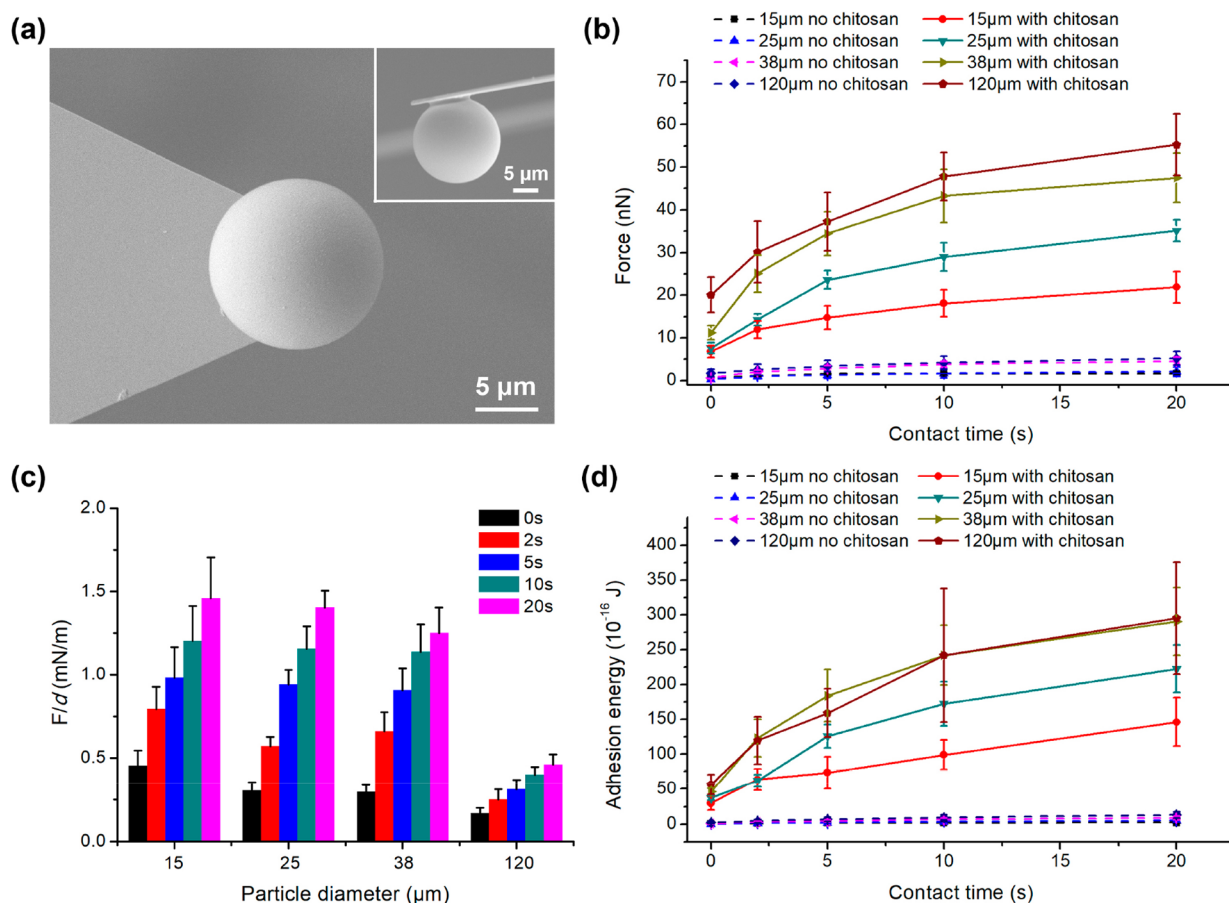 (a)
5 μm
5 μm
(b)
15μm no chitosan
15μm with chitosan
25μm no chitosan
25μm with chitosan
38μm no chitosan
38μm with chitosan
120μm no chitosan
120μm with chitosan
70
60
50
40
30
20
10
0
Force (nN)
0 5 10 15 20
Contact time (s)
(c)
2.0
1.5
1.0
0.5
0.0
F/d (mN/m)
0s
2s
5s
10s
20s
15 25 38 120
Particle diameter (μm)
(d)
15μm no chitosan
15μm with chitosan
25μm no chitosan
25μm with chitosan
38μm no chitosan
38μm with chitosan
120μm no chitosan
120μm with chitosan
400
350
300
250
200
150
100
50
0
Adhesion energy (10⁻¹⁶ J)
0 5 10 15 20
Contact time (s)